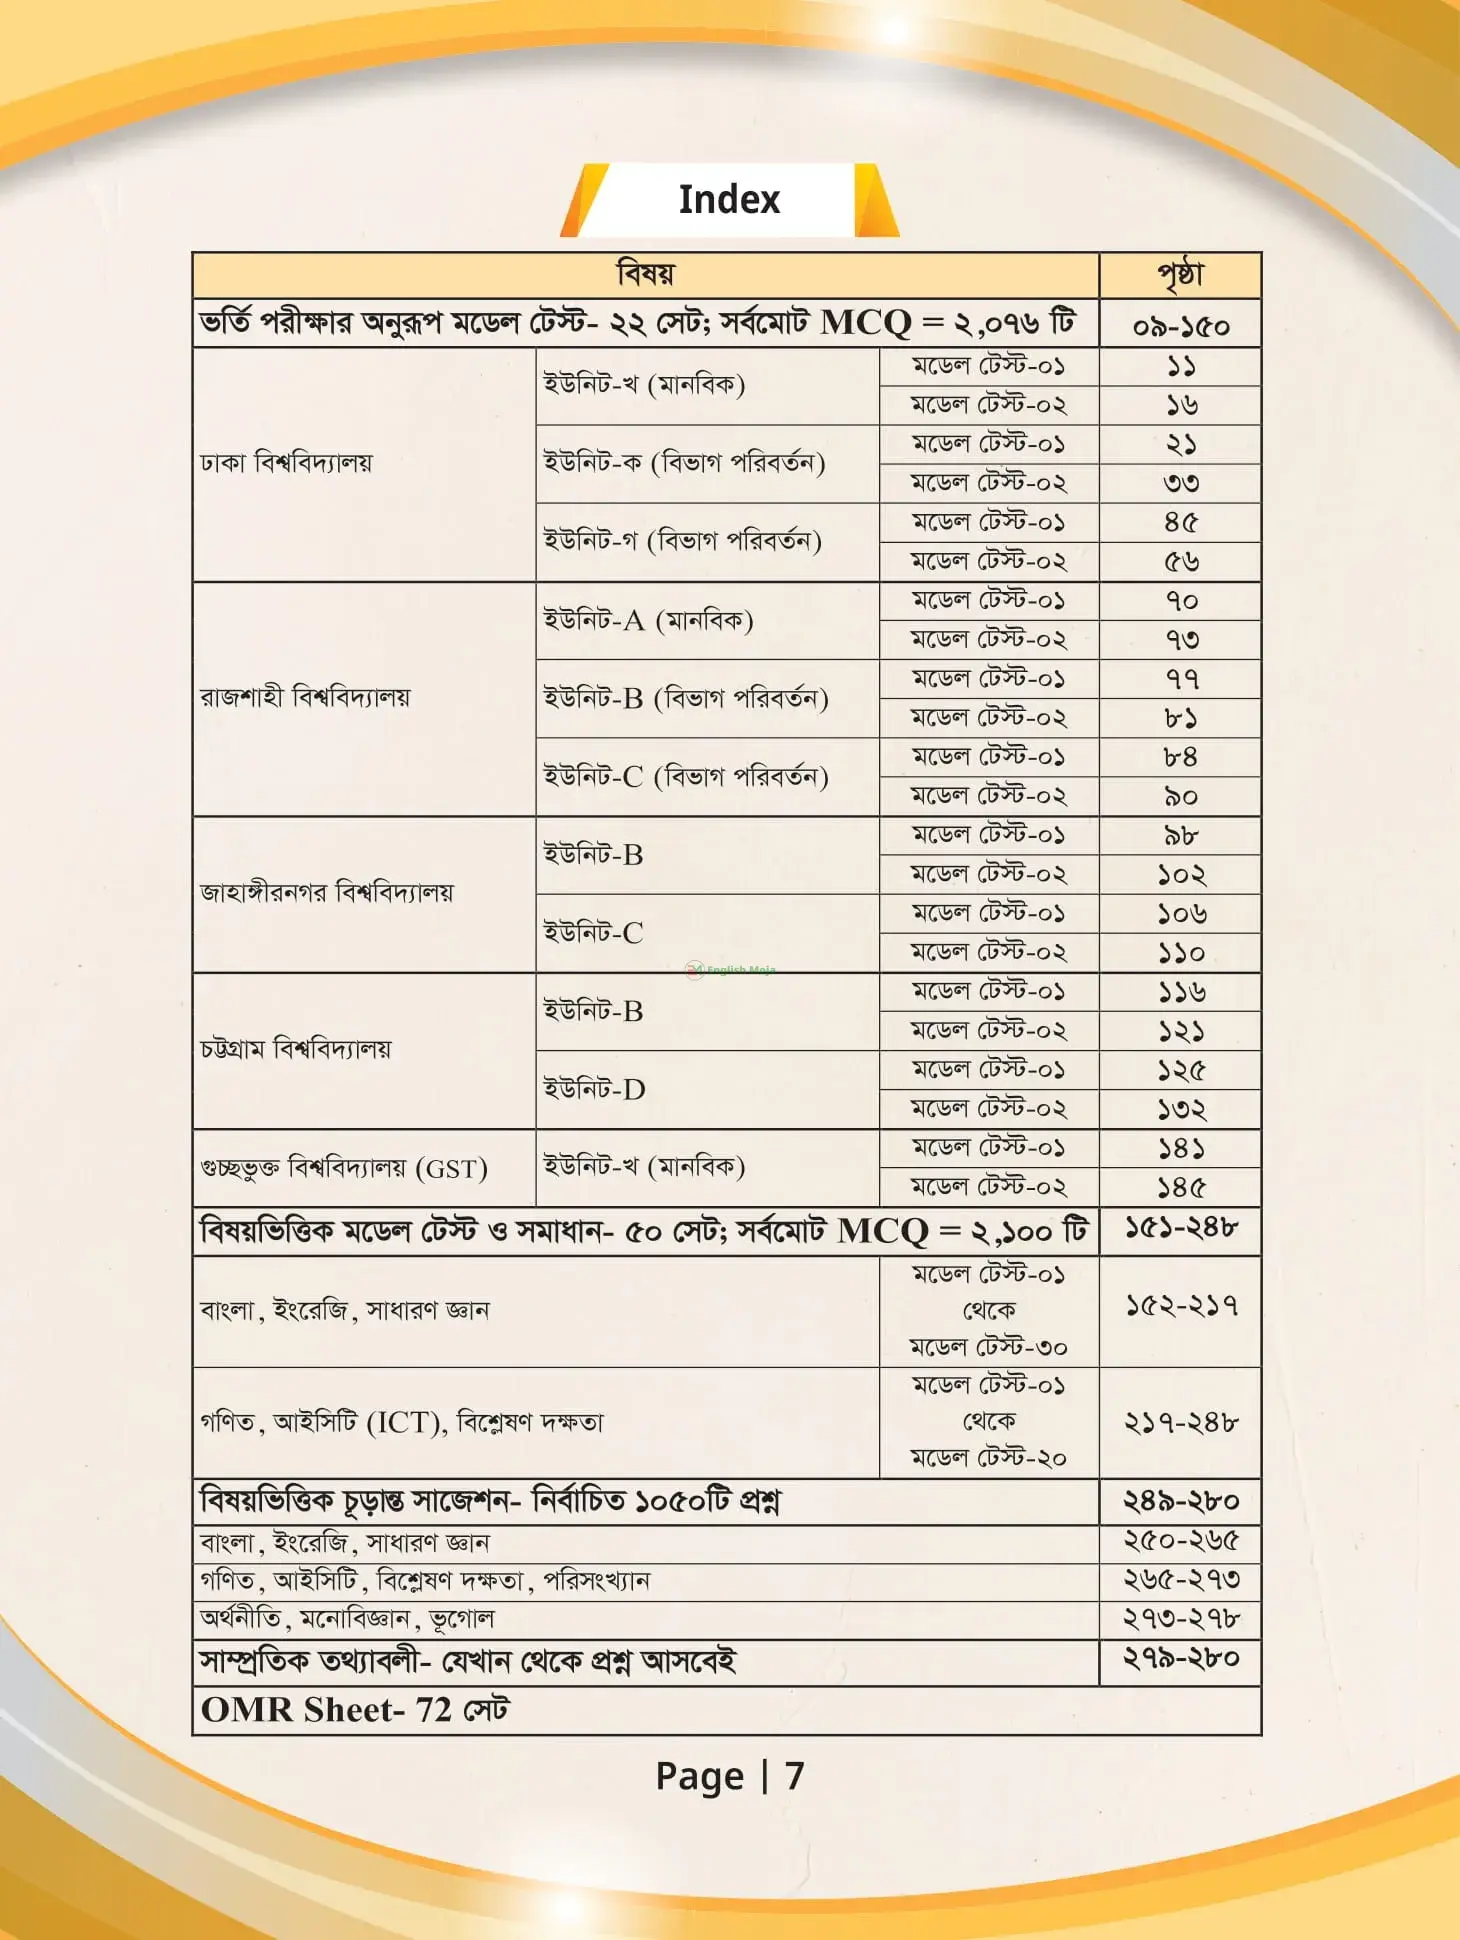 Index
বিষয় পৃষ্ঠা
ভর্তি পরীক্ষার অনুরূপ মডেল টেস্ট- ২২ সেট; সর্বমোট MCQ = ২,০৭৬ টি ০৯-১৫০
ঢাকা বিশ্ববিদ্যালয়
ইউনিট-খ (মানবিক)
মডেল টেস্ট-০১ ১১
মডেল টেস্ট-০২ ১৬
ইউনিট-ক (বিভাগ পরিবর্তন)
মডেল টেস্ট-০১ ২১
মডেল টেস্ট-০২ ৩৩
ইউনিট-গ (বিভাগ পরিবর্তন)
মডেল টেস্ট-০১ ৪৫
মডেল টেস্ট-০২ ৫৬
রাজশাহী বিশ্ববিদ্যালয়
ইউনিট-A (মানবিক)
মডেল টেস্ট-০১ ৭০
মডেল টেস্ট-০২ ৭৩
ইউনিট-B (বিভাগ পরিবর্তন)
মডেল টেস্ট-০১ ৭৭
মডেল টেস্ট-০২ ৮১
ইউনিট-C (বিভাগ পরিবর্তন)
মডেল টেস্ট-০১ ৮৪
মডেল টেস্ট-০২ ৯০
জাহাঙ্গীরনগর বিশ্ববিদ্যালয়
ইউনিট-B
মডেল টেস্ট-০১ ৯৮
মডেল টেস্ট-০২ ১০২
ইউনিট-C
মডেল টেস্ট-০১ ১০৬
মডেল টেস্ট-০২ ১১০
English Moja
চট্টগ্রাম বিশ্ববিদ্যালয়
ইউনিট-B
মডেল টেস্ট-০১ ১১৬
মডেল টেস্ট-০২ ১২১
ইউনিট-D
মডেল টেস্ট-০১ ১২৫
মডেল টেস্ট-০২ ১৩২
গুচ্ছভুক্ত বিশ্ববিদ্যালয় (GST)
ইউনিট-খ (মানবিক)
মডেল টেস্ট-০১ ১৪১
মডেল টেস্ট-০২ ১৪৫
বিষয়ভিত্তিক মডেল টেস্ট ও সমাধান- ৫০ সেট; সর্বমোট MCQ = ২,১০০ টি ১৫১-২৪৮
বাংলা, ইংরেজি, সাধারণ জ্ঞান
মডেল টেস্ট-০১
থেকে
মডেল টেস্ট-৩০
১৫২-২১৭
গণিত, আইসিটি (ICT), বিশ্লেষণ দক্ষতা
মডেল টেস্ট-০১
থেকে
মডেল টেস্ট-২০
২১৭-২৪৮
বিষয়ভিত্তিক চূড়ান্ত সাজেশন- নির্বাচিত ১০৫০টি প্রশ্ন ২৪৯-২৮০
বাংলা, ইংরেজি, সাধারণ জ্ঞান ২৫০-২৬৫
গণিত, আইসিটি, বিশ্লেষণ দক্ষতা, পরিসংখ্যান ২৬৫-২৭৩
অর্থনীতি, মনোবিজ্ঞান, ভূগোল ২৭৩-২৭৮
সাম্প্রতিক তথ্যাবলী- যেখান থেকে প্রশ্ন আসবেই ২৭৯-২৮০
OMR Sheet- 72 সেট
Page | 7